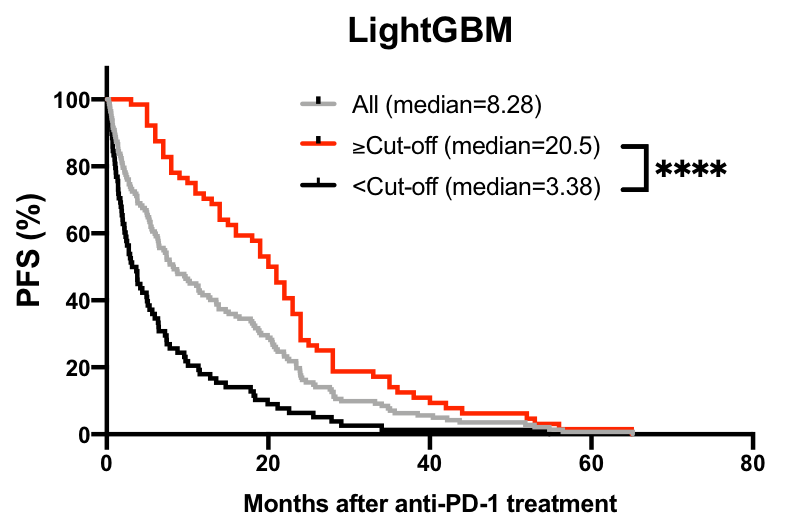 LightGBM
All (median=8.28)
≥Cut-off (median=20.5)
<Cut-off (median=3.38)
****
PFS (%)
100
80
60
40
20
0
0 20 40 60 80
Months after anti-PD-1 treatment